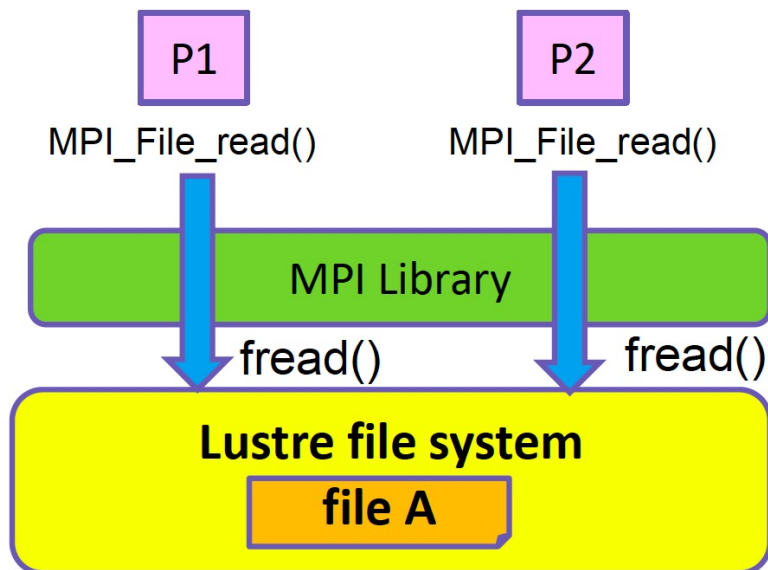 P1 P2
MPI_File_read() MPI_File_read()
MPI Library
fread() fread()
Lustre file system
file A